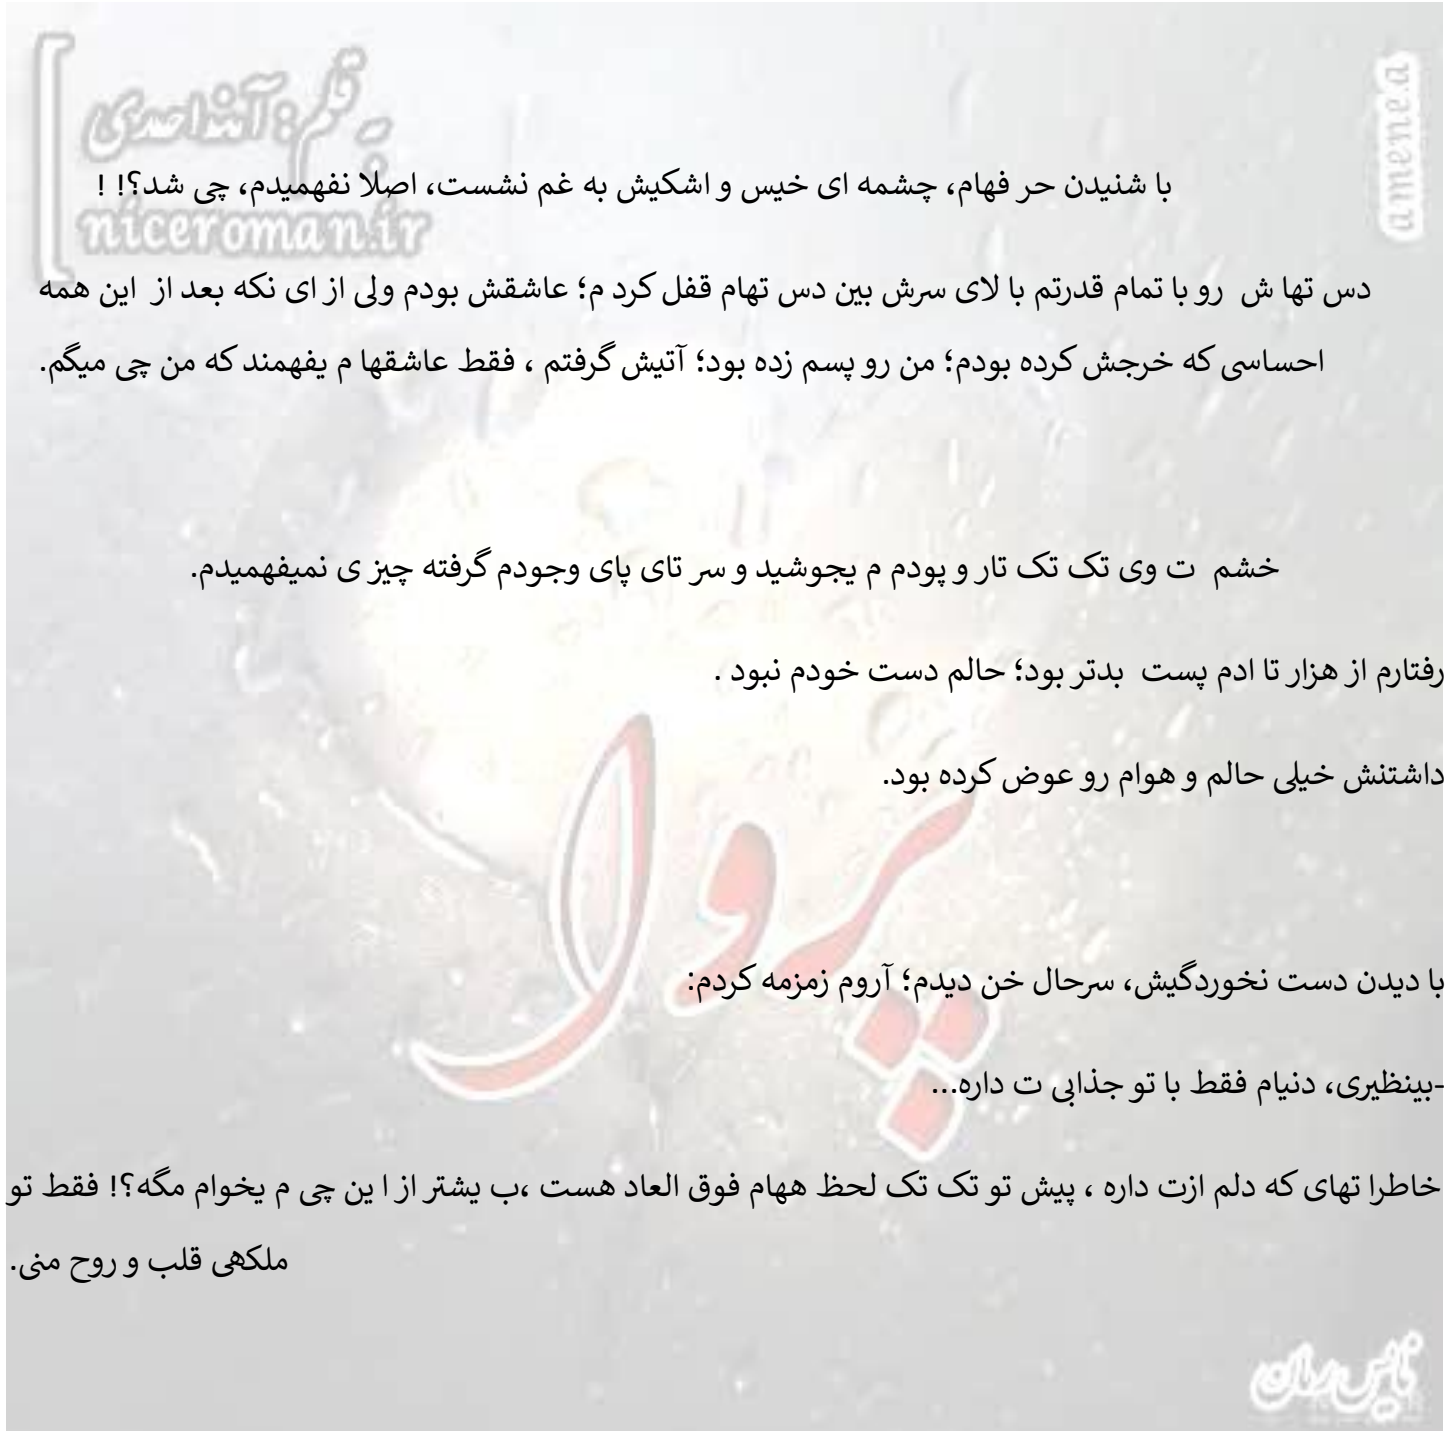 قلم: آمنه احمدی
niceroman.ir
amene.a
با شنیدن حر فهام، چشمه ای خیس و اشکیش به غم نشست، اصلا نفهمیدم، چی شد؟! !
دس تها ش رو با تمام قدرتم با لای سرش بین دس تهام قفل کرد م؛ عاشقش بودم ولی از ای نکه بعد از این همه
احساسی که خرجش کرده بودم؛ من رو پسم زده بود؛ آتیش گرفتم ، فقط عاشقها م یفهمند که من چی میگم.
خشم ت وی تک تک تار و پودم م یجوشید و سر تای پای وجودم گرفته چیز ی نمیفهمیدم.
رفتارم از هزار تا ادم پست بدتر بود؛ حالم دست خودم نبود .
داشتنش خیلی حالم و هوام رو عوض کرده بود.
پروا
با دیدن دست نخوردگیش، سرحال خن دیدم؛ آروم زمزمه کردم:
-بینظیری، دنیام فقط با تو جذابی ت داره...
خاطرا تهای که دلم ازت داره ، پیش تو تک تک لحظ ههام فوق العاد هست ،ب یشتر از ا ین چی م یخوام مگه؟! فقط تو
ملکهی قلب و روح منی.
نایس رمان